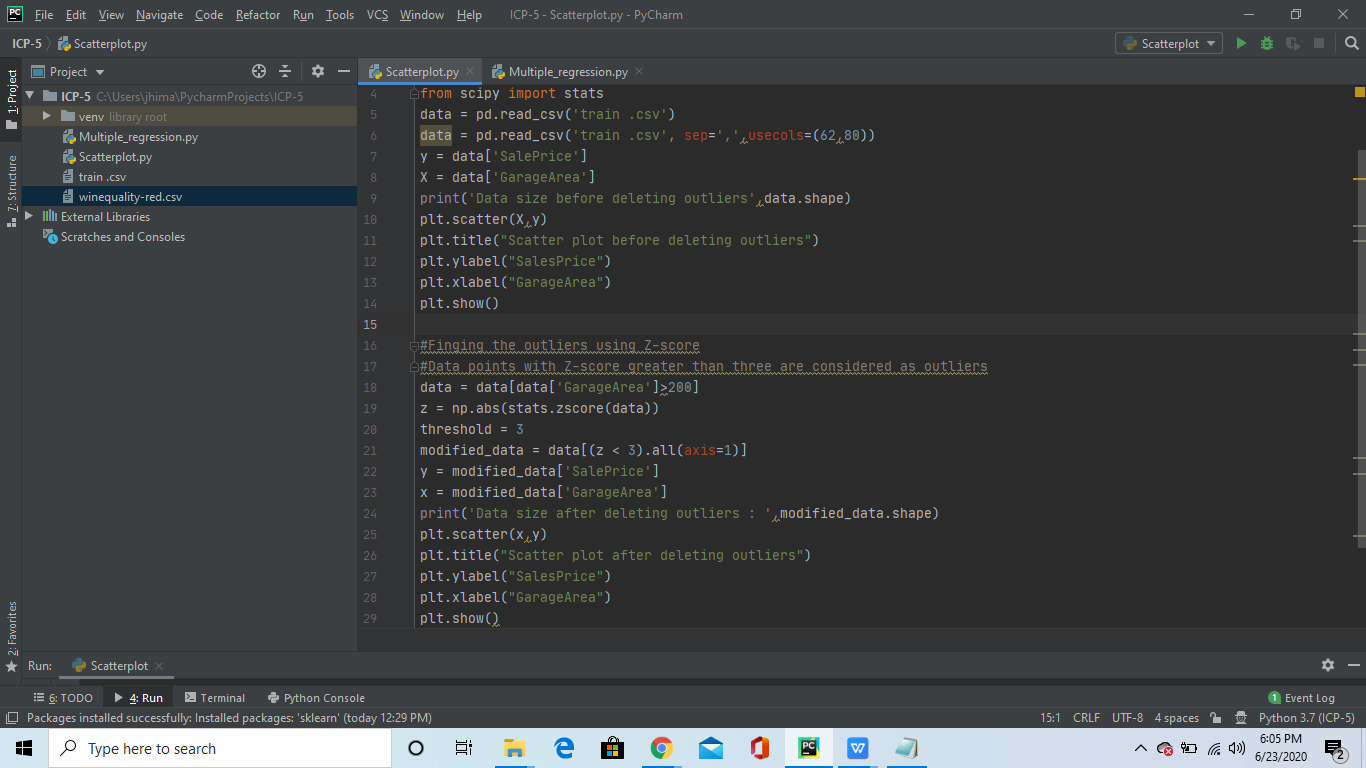 PC File Edit View Navigate Code Refactor Run Tools VCS Window Help ICP-5 - Scatterplot.py - PyCharm
ICP-5 Scatterplot.py Scatterplot
1: Project
Project
Scatterplot.py Multiple_regression.py
ICP-5 C:\Users\jhima\PycharmProjects\ICP-5
venv library root
Multiple_regression.py
Scatterplot.py
train .csv
winequality-red.csv
External Libraries
Scratches and Consoles
7: Structure
2: Favorites
4 from scipy import stats
5 data = pd.read_csv('train .csv')
6 data = pd.read_csv('train .csv', sep=',',usecols=(62,80))
7 y = data['SalePrice']
8 X = data['GarageArea']
9 print('Data size before deleting outliers',data.shape)
10 plt.scatter(X,y)
11 plt.title("Scatter plot before deleting outliers")
12 plt.ylabel("SalesPrice")
13 plt.xlabel("GarageArea")
14 plt.show()
15
16 #Finging the outliers using Z-score
17 #Data points with Z-score greater than three are considered as outliers
18 data = data[data['GarageArea']>200]
19 z = np.abs(stats.zscore(data))
20 threshold = 3
21 modified_data = data[(z < 3).all(axis=1)]
22 y = modified_data['SalePrice']
23 x = modified_data['GarageArea']
24 print('Data size after deleting outliers : ',modified_data.shape)
25 plt.scatter(x,y)
26 plt.title("Scatter plot after deleting outliers")
27 plt.ylabel("SalesPrice")
28 plt.xlabel("GarageArea")
29 plt.show()
Run: Scatterplot
6: TODO 4: Run Terminal Python Console 1 Event Log
Packages installed successfully: Installed packages: 'sklearn' (today 12:29 PM) 15:1 CRLF UTF-8 4 spaces Python 3.7 (ICP-5)
Type here to search PC W 6:05 PM
6/23/2020 2